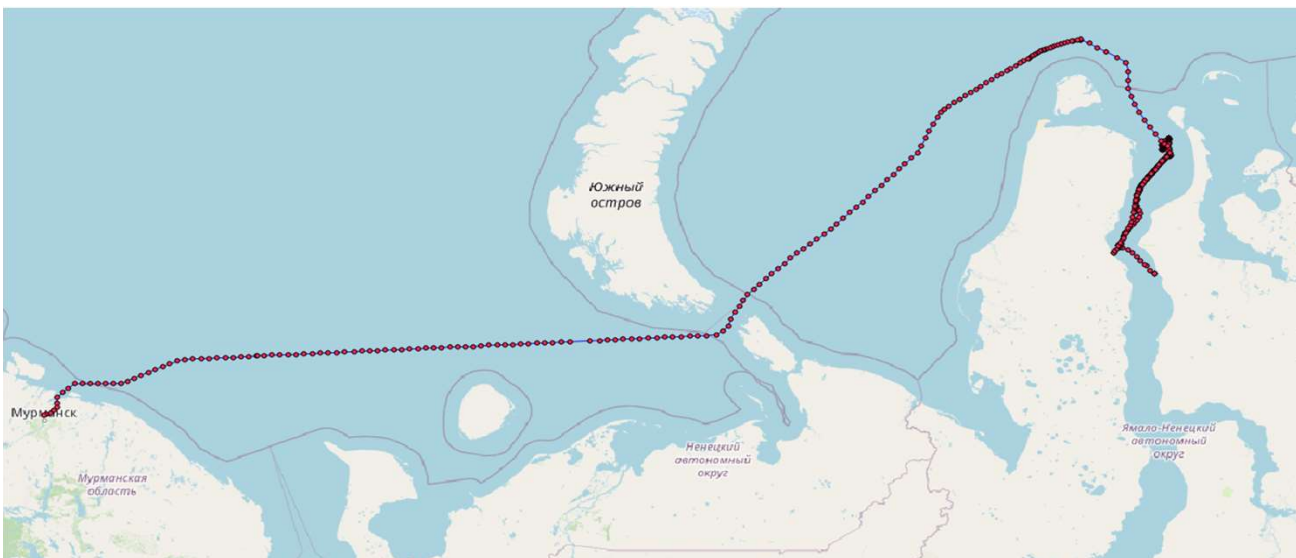 Южный
остров
Мурманск
Мурманская
область
Ненецкий
автономный
округ
Ямало-Ненецкий
автономный
округ